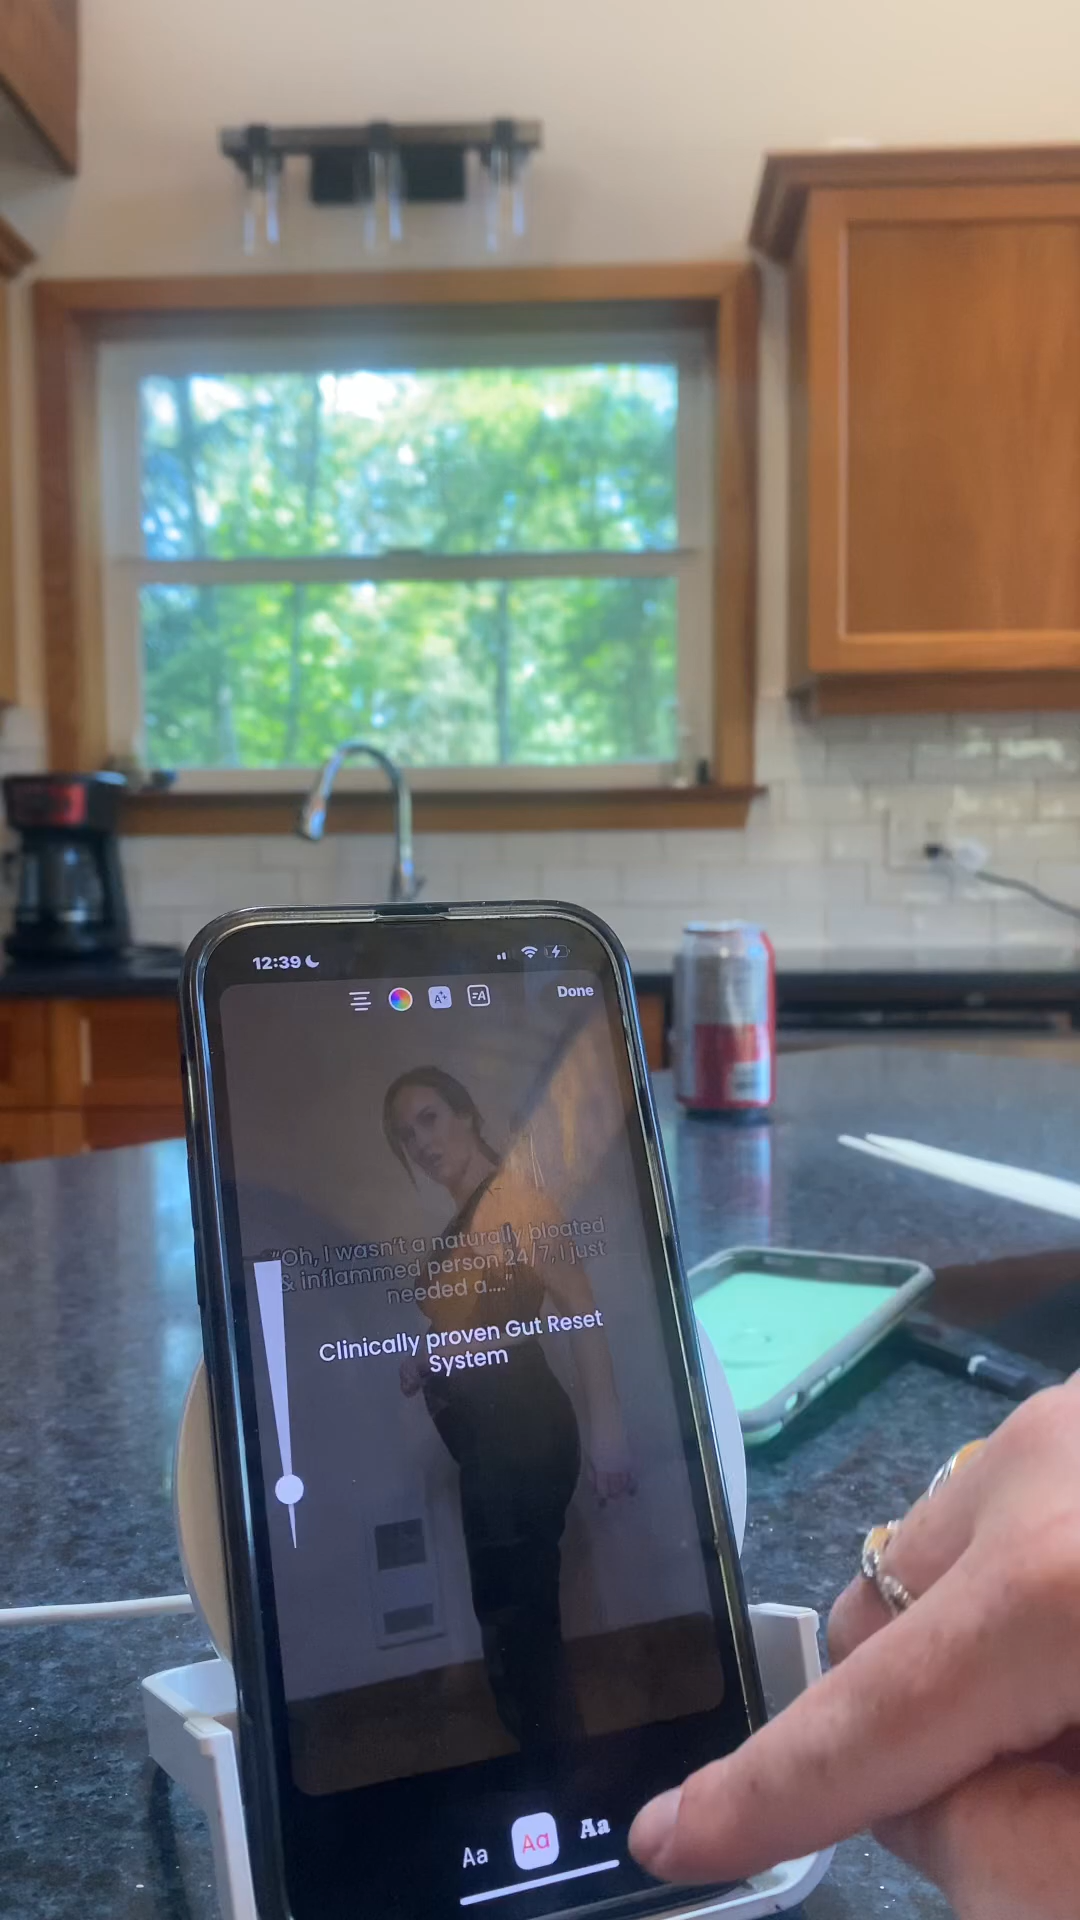 12:39
Done
"Oh, I wasn't a naturally bloated
& inflammed person 24/7, I just
needed a...."
Clinically proven Gut Reset
System
Aa Aa Aa